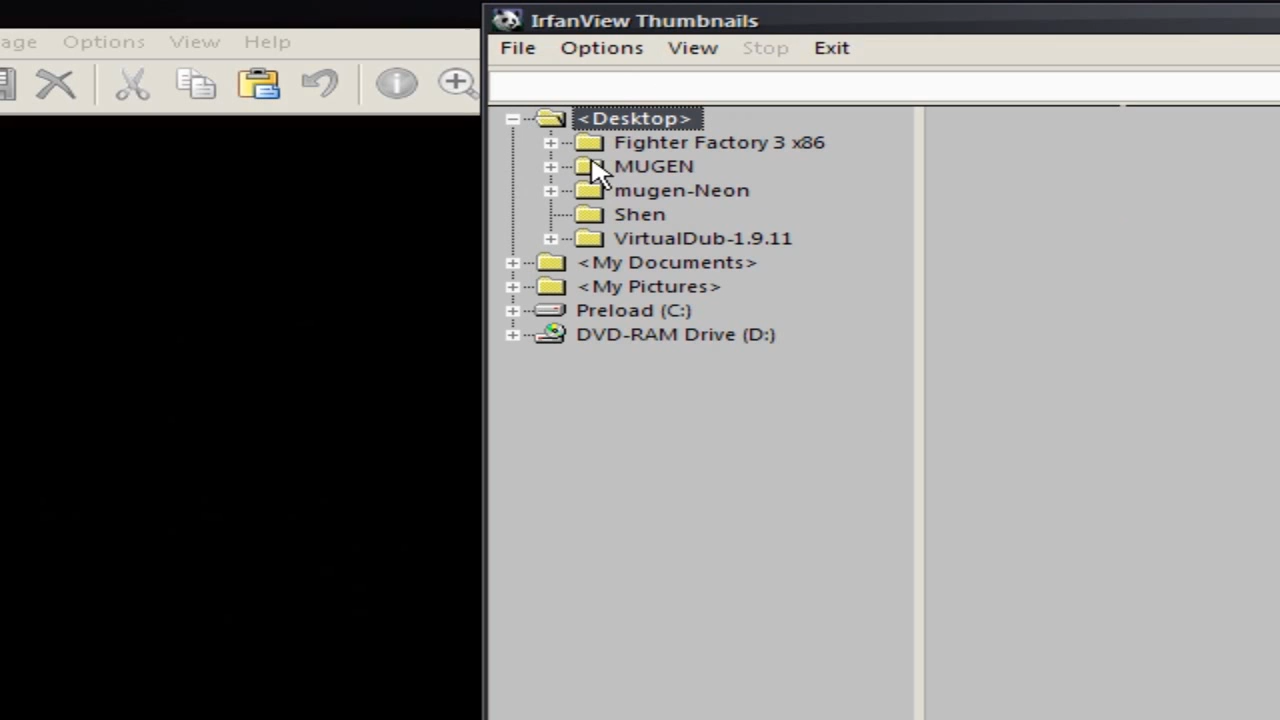 IrfanView Thumbnails
age Options View Help
File Options View Stop Exit
<Desktop>
Fighter Factory 3 x86
MUGEN
mugen-Neon
Shen
VirtualDub-1.9.11
<My Documents>
<My Pictures>
Preload (C:)
DVD-RAM Drive (D:)